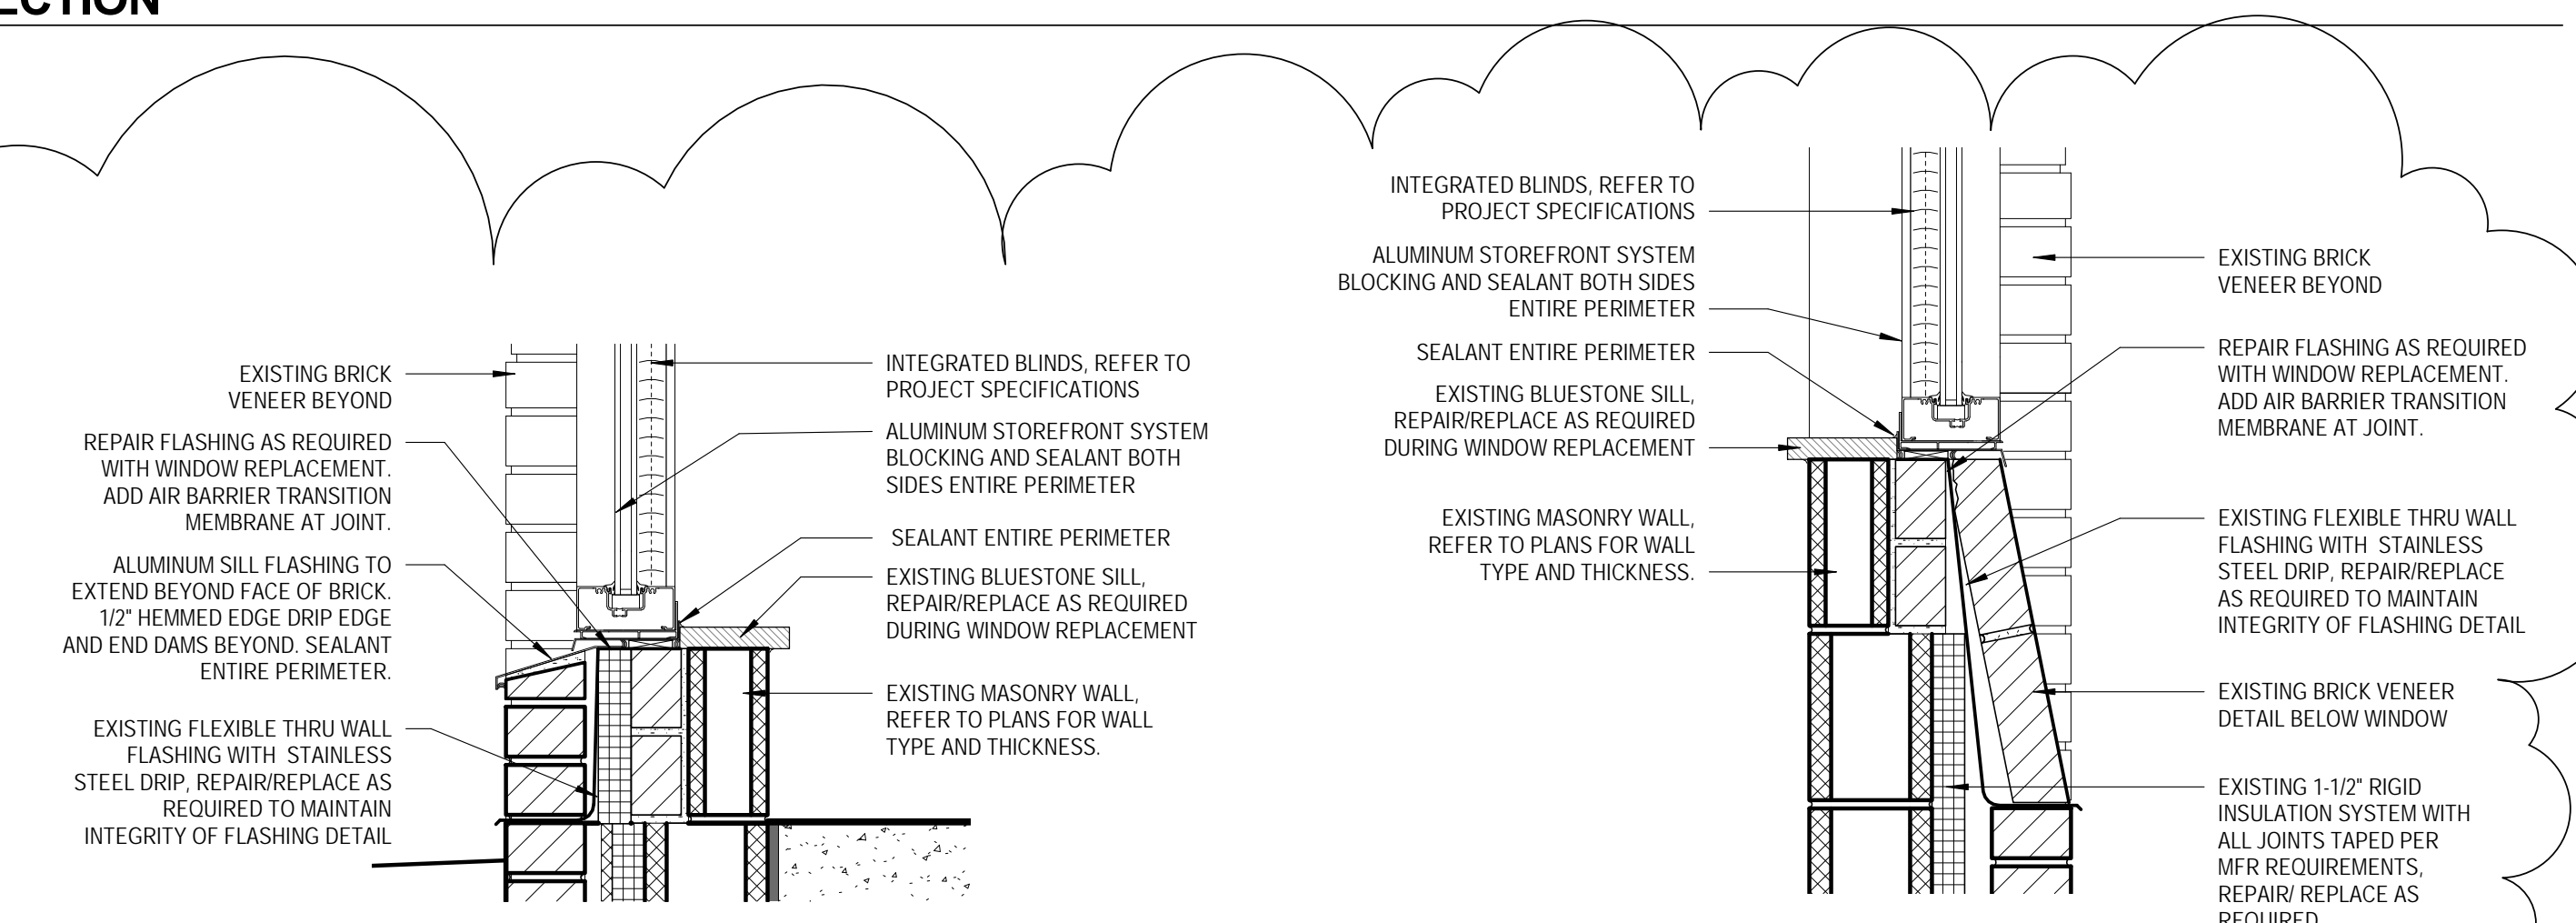 ECTION
EXISTING BRICK
VENEER BEYOND
REPAIR FLASHING AS REQUIRED
WITH WINDOW REPLACEMENT.
ADD AIR BARRIER TRANSITION
MEMBRANE AT JOINT.
ALUMINUM SILL FLASHING TO
EXTEND BEYOND FACE OF BRICK.
1/2" HEMMED EDGE DRIP EDGE
AND END DAMS BEYOND. SEALANT
ENTIRE PERIMETER.
EXISTING FLEXIBLE THRU WALL
FLASHING WITH STAINLESS
STEEL DRIP, REPAIR/REPLACE AS
REQUIRED TO MAINTAIN
INTEGRITY OF FLASHING DETAIL
INTEGRATED BLINDS, REFER TO
PROJECT SPECIFICATIONS
ALUMINUM STOREFRONT SYSTEM
BLOCKING AND SEALANT BOTH
SIDES ENTIRE PERIMETER
SEALANT ENTIRE PERIMETER
EXISTING BLUESTONE SILL,
REPAIR/REPLACE AS REQUIRED
DURING WINDOW REPLACEMENT
EXISTING MASONRY WALL,
REFER TO PLANS FOR WALL
TYPE AND THICKNESS.
INTEGRATED BLINDS, REFER TO
PROJECT SPECIFICATIONS
ALUMINUM STOREFRONT SYSTEM
BLOCKING AND SEALANT BOTH SIDES
ENTIRE PERIMETER
SEALANT ENTIRE PERIMETER
EXISTING BLUESTONE SILL,
REPAIR/REPLACE AS REQUIRED
DURING WINDOW REPLACEMENT
EXISTING MASONRY WALL,
REFER TO PLANS FOR WALL
TYPE AND THICKNESS.
EXISTING BRICK
VENEER BEYOND
REPAIR FLASHING AS REQUIRED
WITH WINDOW REPLACEMENT.
ADD AIR BARRIER TRANSITION
MEMBRANE AT JOINT.
EXISTING FLEXIBLE THRU WALL
FLASHING WITH STAINLESS
STEEL DRIP, REPAIR/REPLACE
AS REQUIRED TO MAINTAIN
INTEGRITY OF FLASHING DETAIL
EXISTING BRICK VENEER
DETAIL BELOW WINDOW
EXISTING 1-1/2" RIGID
INSULATION SYSTEM WITH
ALL JOINTS TAPED PER
MFR REQUIREMENTS,
REPAIR/ REPLACE AS
REQUIRED